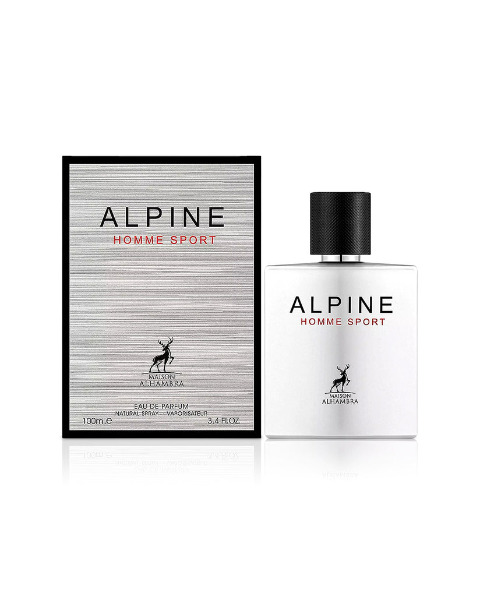 ALPINE
HOMME SPORT
MAISON
ALHAMBRA
EAU DE PARFUM
NATURAL SPRAY - VAPORISATEUR
100m.e 3.4 FL.OZ.
ALPINE
HOMME SPORT
MAISON
ALHAMBRA